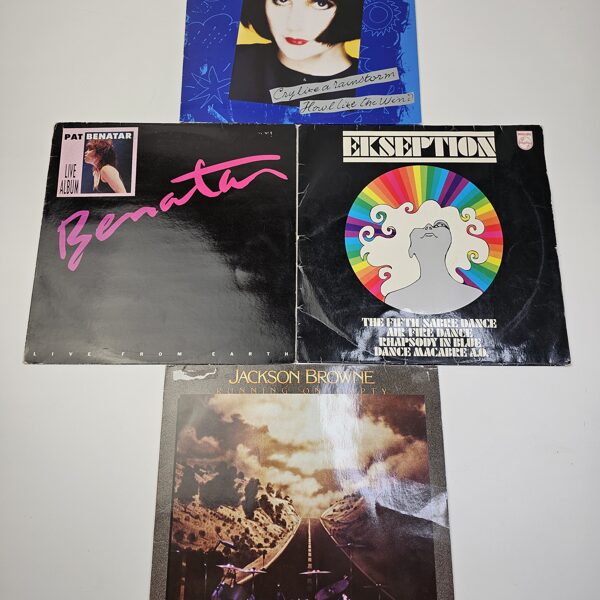 Cry like a rainstorm
Howl like the Wind
PAT BENATAR
LIVE
ALBUM
Benatar
LIVE FROM EARTH
EKSEPTION
THE FIFTH SABRE DANCE
AIR FIRE DANCE
RHAPSODY IN BLUE
DANCE MACABRE A.O.
JACKSON BROWNE
RUNNING ON EMPTY